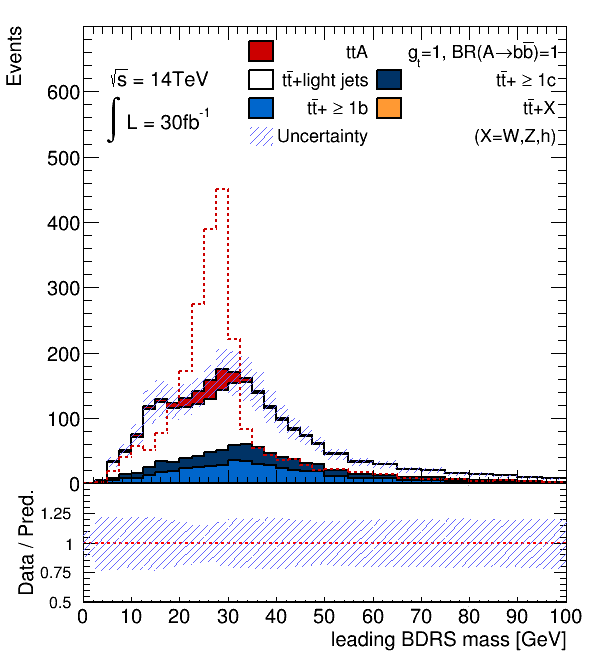 Events
ttA g_t=1, BR(A→bb̄)=1
√s = 14TeV
tt̄+light jets tt̄+ ≥ 1c
∫ L = 30fb⁻¹
tt̄+ ≥ 1b tt̄+X
Uncertainty (X=W,Z,h)
600
500
400
300
200
100
0
Data / Pred.
1.25
1
0.75
0.5
0 10 20 30 40 50 60 70 80 90 100
leading BDRS mass [GeV]